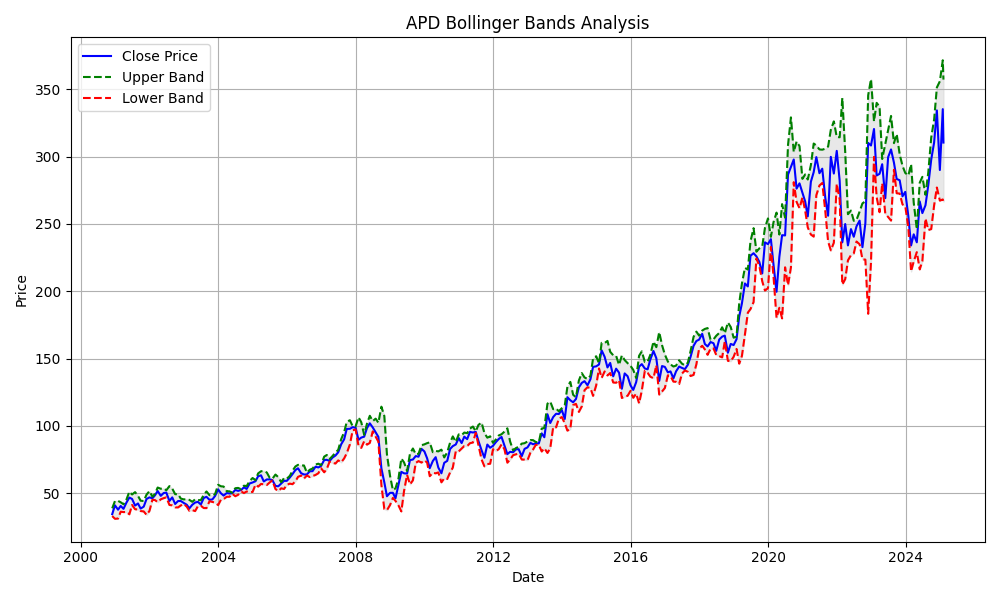 APD Bollinger Bands Analysis
Close Price
Upper Band
Lower Band
Price
350
300
250
200
150
100
50
2000
2004
2008
2012
2016
2020
2024
Date